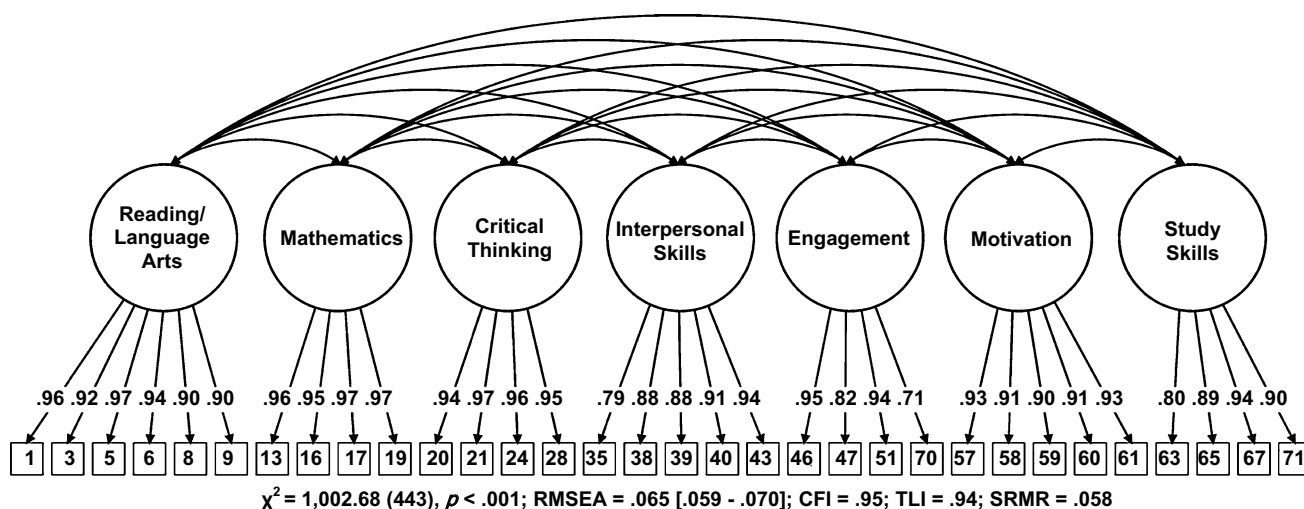 Reading/
Language
Arts
Mathematics
Critical
Thinking
Interpersonal
Skills
Engagement
Motivation
Study
Skills
.96 .92 .97 .94 .90 .90 .96 .95 .97 .97 .94 .97 .96 .95 .79 .88 .88 .91 .94 .95 .82 .94 .71 .93 .91 .90 .91 .93 .80 .89 .94 .90
1 3 5 6 8 9 13 16 17 19 20 21 24 28 35 38 39 40 43 46 47 51 70 57 58 59 60 61 63 65 67 71
χ² = 1,002.68 (443), p < .001; RMSEA = .065 [.059 - .070]; CFI = .95; TLI = .94; SRMR = .058